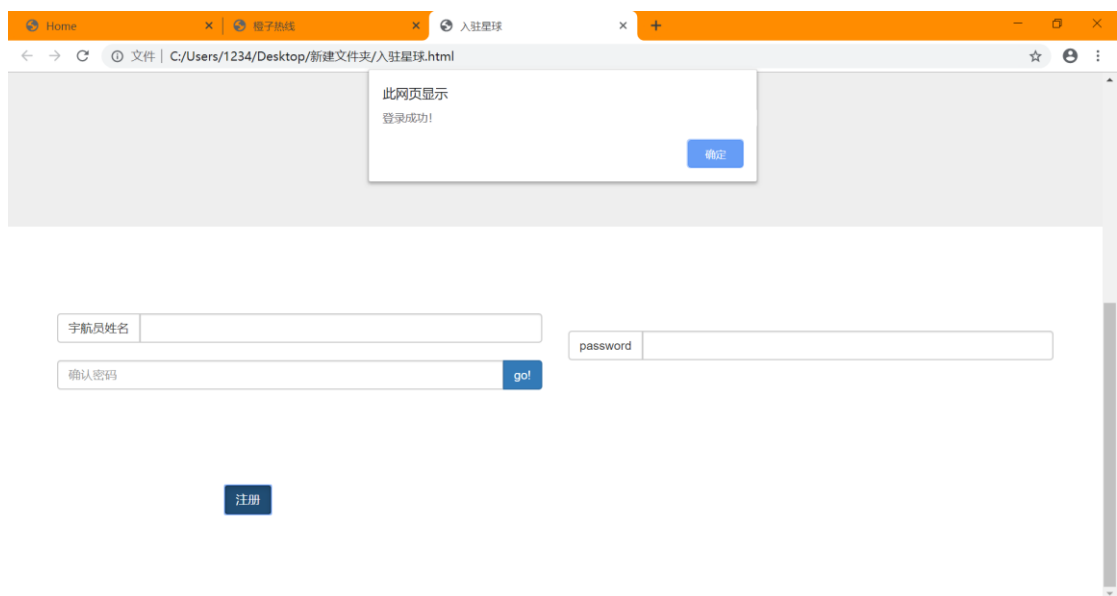 Home
橙子热线
入驻星球
文件 | C:/Users/1234/Desktop/新建文件夹/入驻星球.html
此网页显示
登录成功!
确定
宇航员姓名
password
确认密码
go!
注册